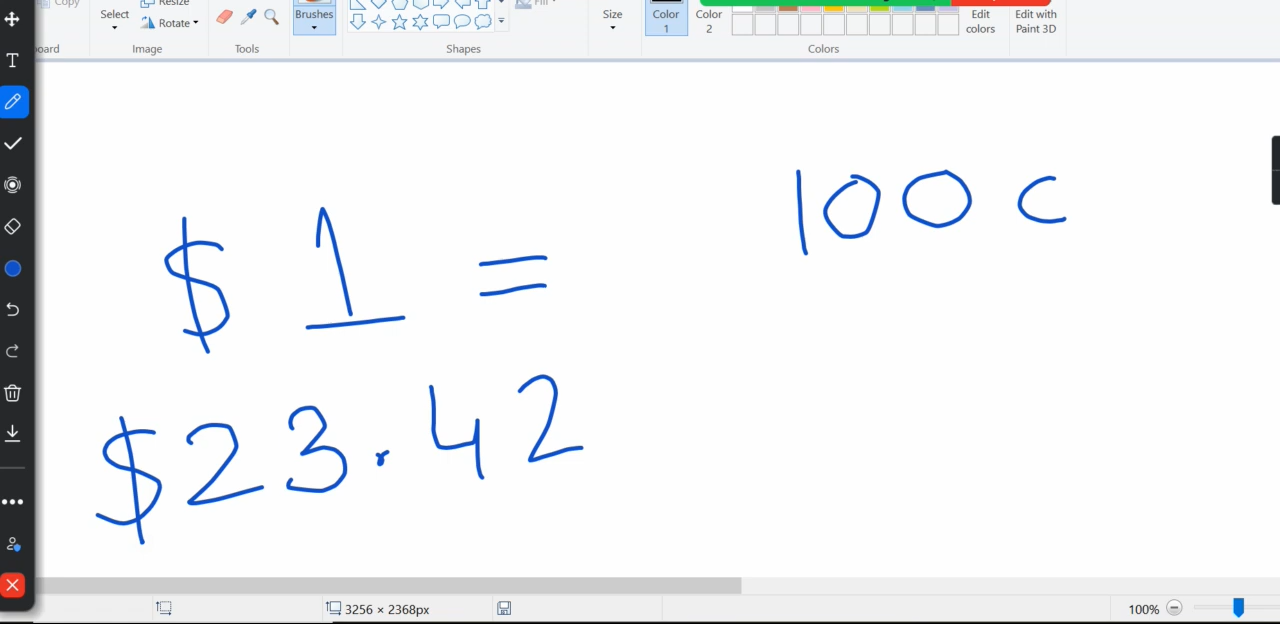 Copy
Resize
Select
Rotate
Brushes
Fill
Size
Color 1
Color 2
Edit colors
Edit with Paint 3D
Image
Tools
Shapes
Colors
T
$ 1 = 100 c
$23.42
3256 × 2368px
100%